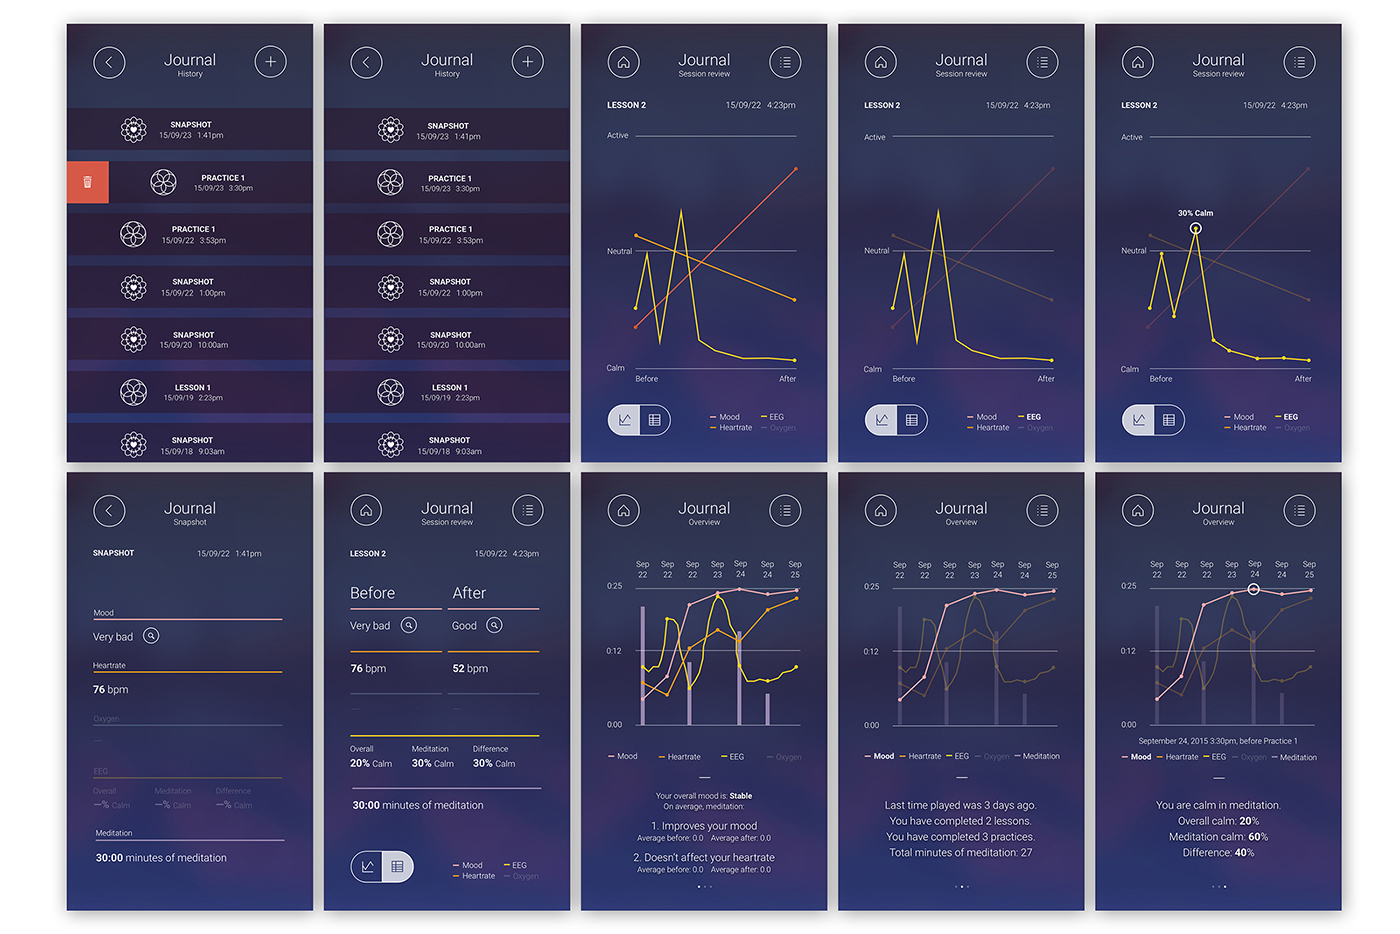 Journal
History
SNAPSHOT
15/09/23 1:41pm
PRACTICE 1
15/09/23 3:30pm
PRACTICE 1
15/09/22 3:53pm
SNAPSHOT
15/09/22 1:00pm
SNAPSHOT
15/09/20 10:00am
LESSON 1
15/09/19 2:23pm
SNAPSHOT
15/09/18 9:03am
Journal
History
SNAPSHOT
15/09/23 1:41pm
PRACTICE 1
15/09/23 3:30pm
PRACTICE 1
15/09/22 3:53pm
SNAPSHOT
15/09/22 1:00pm
SNAPSHOT
15/09/20 10:00am
LESSON 1
15/09/19 2:23pm
SNAPSHOT
15/09/18 9:03am
Journal
Session review
LESSON 2 15/09/22 4:23pm
Active
Neutral
Calm
Before After
Mood EEG
Heartrate Oxygen
Journal
Session review
LESSON 2 15/09/22 4:23pm
Active
Neutral
Calm
Before After
Mood EEG
Heartrate Oxygen
Journal
Session review
LESSON 2 15/09/22 4:23pm
Active
30% Calm
Neutral
Calm
Before After
Mood EEG
Heartrate Oxygen
Journal
Snapshot
SNAPSHOT 15/09/22 1:41pm
Mood
Very bad
Heartrate
76 bpm
Oxygen
—
EEG
Overall Meditation Difference
—% Calm —% Calm —% Calm
Meditation
30:00 minutes of meditation
Journal
Session review
LESSON 2 15/09/22 4:23pm
Before After
Very bad Good
76 bpm 52 bpm
— —
Overall Meditation Difference
20% Calm 30% Calm 30% Calm
30:00 minutes of meditation
Mood EEG
Heartrate Oxygen
Journal
Overview
Sep Sep Sep Sep Sep Sep Sep
22 22 22 23 24 24 25
0:25
0:12
0:00
Mood Heartrate EEG Oxygen
Your overall mood is: Stable
On average, meditation:
1. Improves your mood
Average before: 0.0 Average after: 0.0
2. Doesn't affect your heartrate
Average before: 0.0 Average after: 0.0
Journal
Overview
Sep Sep Sep Sep Sep Sep Sep
22 22 22 23 24 24 25
0:25
0:12
0:00
Mood Heartrate EEG Oxygen Meditation
Last time played was 3 days ago.
You have completed 2 lessons.
You have completed 3 practices.
Total minutes of meditation: 27
Journal
Overview
Sep Sep Sep Sep Sep Sep Sep
22 22 22 23 24 24 25
0:25
0:12
0:00
September 24, 2015 3:30pm, before Practice 1
Mood Heartrate EEG Oxygen Meditation
You are calm in meditation.
Overall calm: 20%
Meditation calm: 60%
Difference: 40%